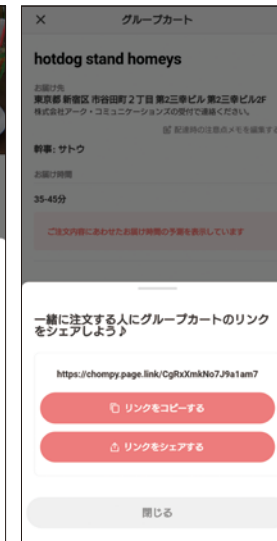 グループカート
hotdog stand homeys
お届け先
東京都 新宿区 市谷田町２丁目 第2三幸ビル 第2三幸ビル2F
株式会社アーク・コミュニケーションズの受付で連絡ください。
配達時の注意点メモを編集する
幹事: サトウ
お届け時間
35-45分
ご注文内容にあわせたお届け時間の予測を表示しています
一緒に注文する人にグループカートのリンク
をシェアしよう♪
https://chompy.page.link/CgRxXmkNo7J9a1am7
リンクをコピーする
リンクをシェアする
閉じる